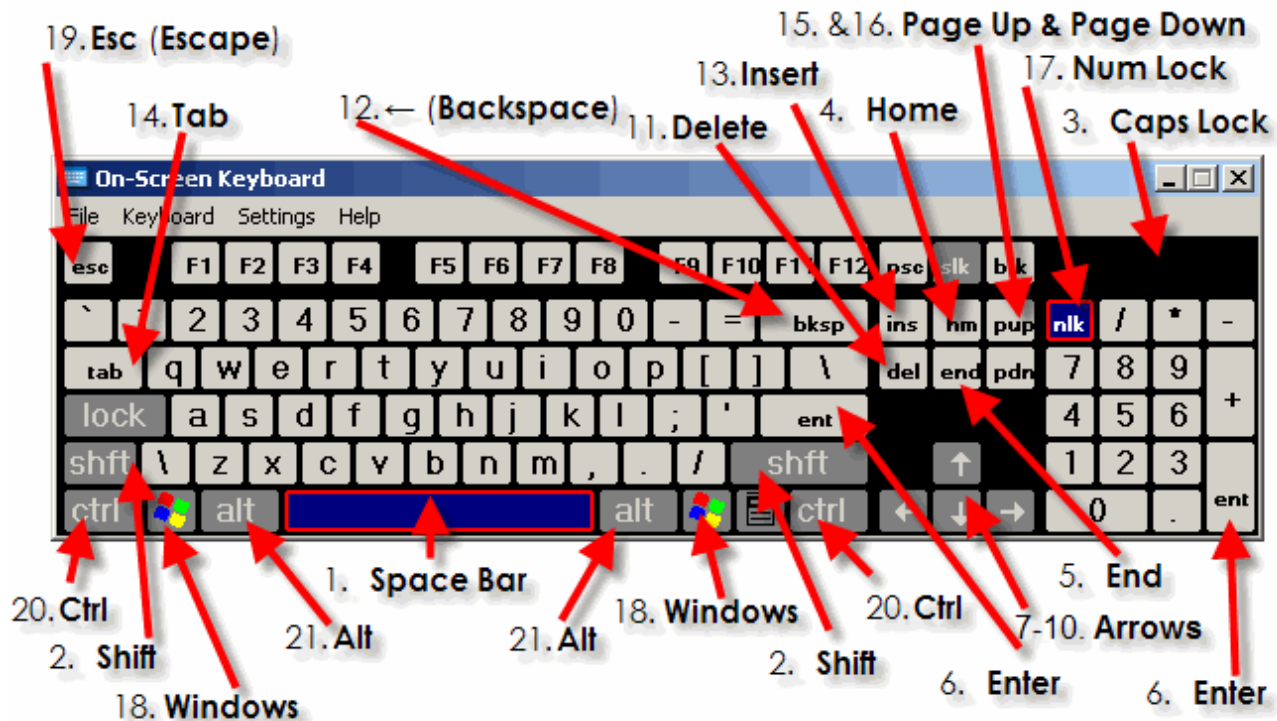 15. &16. Page Up & Page Down
19. Esc (Escape)
13. Insert
17. Num Lock
14. Tab
12. ← (Backspace)
11. Delete
4. Home
3. Caps Lock
On-Screen Keyboard
File Keyboard Settings Help
esc F1 F2 F3 F4 F5 F6 F7 F8 F9 F10 F11 F12 psc slk brk
` 2 3 4 5 6 7 8 9 0 - = bksp ins hm pup nlk / * -
tab q w e r t y u i o p [ ] \ del end pdn 7 8 9
lock a s d f g h j k l ; ' ent 4 5 6 +
shft \ z x c v b n m , . / shft ↑ 1 2 3
ctrl alt alt ctrl ← ↓ → 0 . ent
1. Space Bar
5. End
20. Ctrl
18. Windows
20. Ctrl
21. Alt
21. Alt
7-10. Arrows
2. Shift
2. Shift
6. Enter
6. Enter
18. Windows